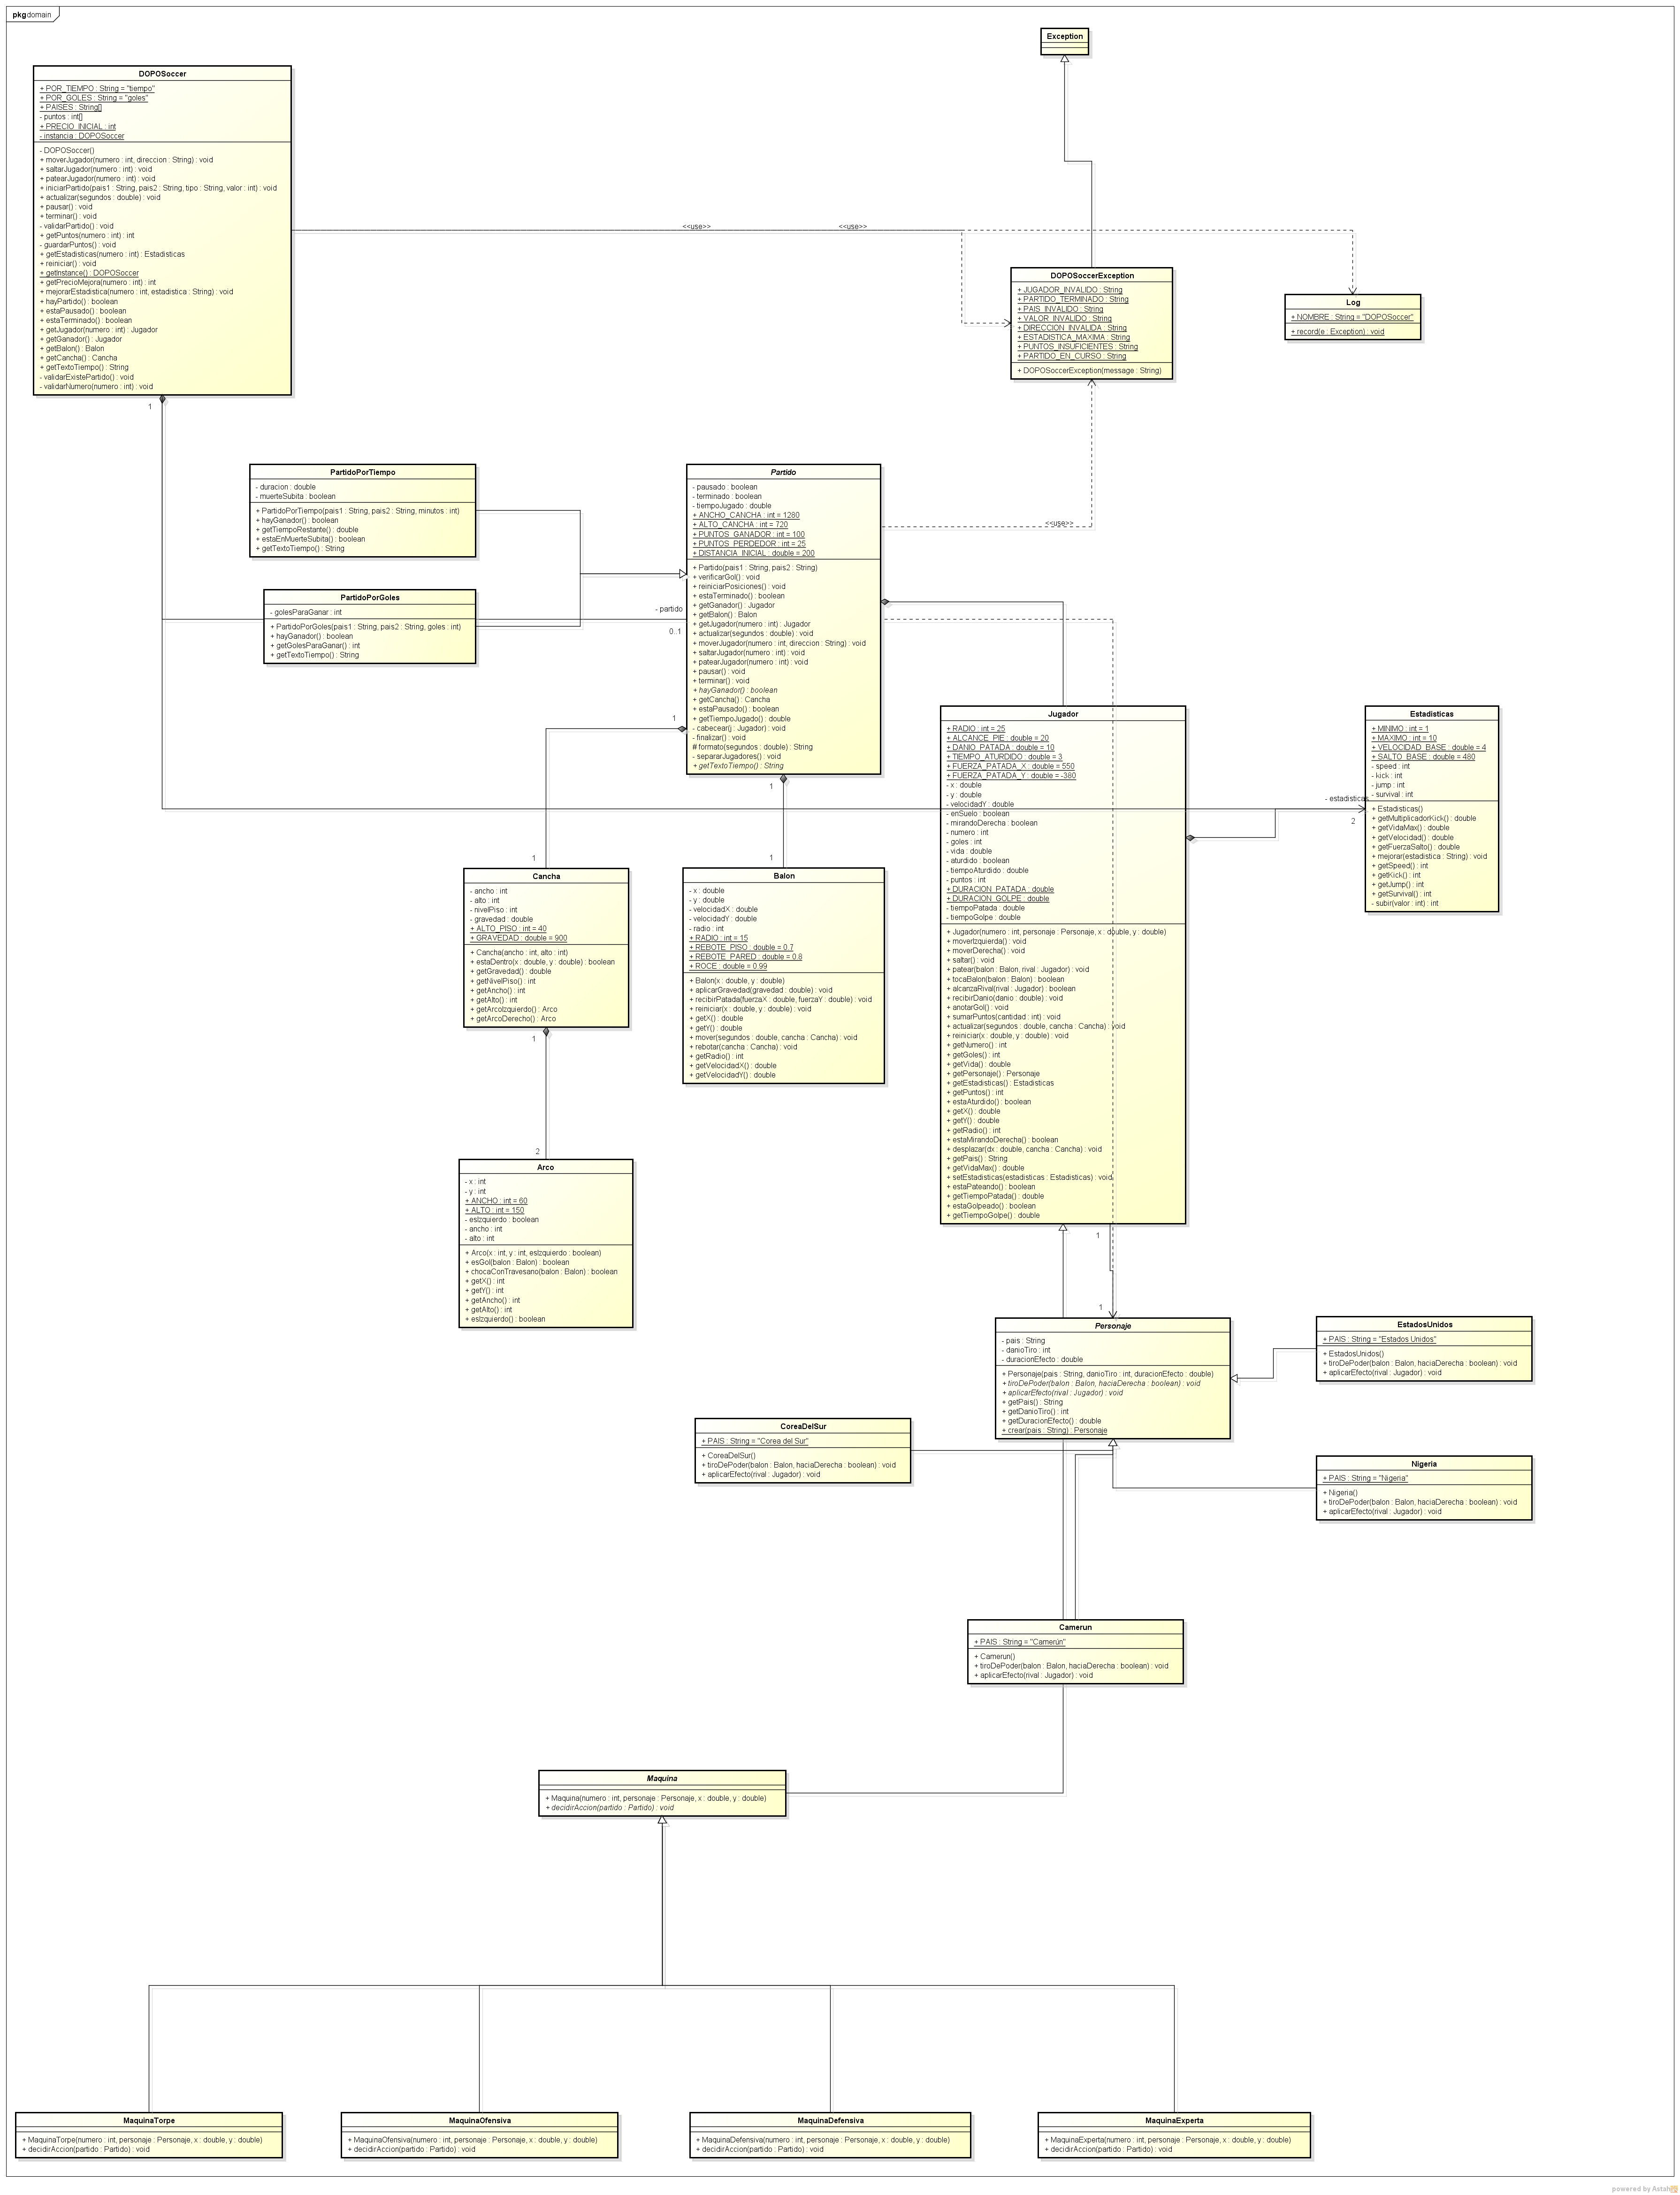 pkg domain
Exception
DOPOSoccer
+ POR_TIEMPO : String = "tiempo"
+ POR_GOLES : String = "goles"
+ PAISES : String[]
- puntos : int[]
+ PRECIO_INICIAL : int
- instancia : DOPOSoccer
- DOPOSoccer()
+ moverJugador(numero : int, direccion : String) : void
+ saltarJugador(numero : int) : void
+ patearJugador(numero : int) : void
+ iniciarPartido(pais1 : String, pais2 : String, tipo : String, valor : int) : void
+ actualizar(segundos : double) : void
+ pausar() : void
+ terminar() : void
- validarPartido() : void
+ getPuntos(numero : int) : int
- guardarPuntos() : void
+ getEstadisticas(numero : int) : Estadisticas
+ reiniciar() : void
+ getInstance() : DOPOSoccer
+ getPrecioMejora(numero : int) : int
+ mejorarEstadistica(numero : int, estadistica : String) : void
+ hayPartido() : boolean
+ estaPausado() : boolean
+ estaTerminado() : boolean
+ getJugador(numero : int) : Jugador
+ getGanador() : Jugador
+ getBalon() : Balon
+ getCancha() : Cancha
+ getTextoTiempo() : String
- validarExistePartido() : void
- validarNumero(numero : int) : void
1
<<use>>
<<use>>
DOPOSoccerException
+ JUGADOR_INVALIDO : String
+ PARTIDO_TERMINADO : String
+ PAIS_INVALIDO : String
+ VALOR_INVALIDO : String
+ DIRECCION_INVALIDA : String
+ ESTADISTICA_MAXIMA : String
+ PUNTOS_INSUFICIENTES : String
+ PARTIDO_EN_CURSO : String
+ DOPOSoccerException(message : String)
Log
+ NOMBRE : String = "DOPOSoccer"
+ record(e : Exception) : void
PartidoPorTiempo
- duracion : double
- muerteSubita : boolean
+ PartidoPorTiempo(pais1 : String, pais2 : String, minutos : int)
+ hayGanador() : boolean
+ getTiempoRestante() : double
+ estaEnMuerteSubita() : boolean
+ getTextoTiempo() : String
PartidoPorGoles
- golesParaGanar : int
+ PartidoPorGoles(pais1 : String, pais2 : String, goles : int)
+ hayGanador() : boolean
+ getGolesParaGanar() : int
+ getTextoTiempo() : String
- partido
0..1
Partido
- pausado : boolean
- terminado : boolean
- tiempoJugado : double
+ ANCHO_CANCHA : int = 1280
+ ALTO_CANCHA : int = 720
+ PUNTOS_GANADOR : int = 100
+ PUNTOS_PERDEDOR : int = 25
+ DISTANCIA_INICIAL : double = 200
+ Partido(pais1 : String, pais2 : String)
+ verificarGol() : void
+ reiniciarPosiciones() : void
+ estaTerminado() : boolean
+ getGanador() : Jugador
+ getBalon() : Balon
+ getJugador(numero : int) : Jugador
+ actualizar(segundos : double) : void
+ moverJugador(numero : int, direccion : String) : void
+ saltarJugador(numero : int) : void
+ patearJugador(numero : int) : void
+ pausar() : void
+ terminar() : void
+ hayGanador() : boolean
+ getCancha() : Cancha
+ estaPausado() : boolean
+ getTiempoJugado() : double
- cabecear(j : Jugador) : void
- finalizar() : void
# formato(segundos : double) : String
- separarJugadores() : void
+ getTextoTiempo() : String
<<use>>
1
1
Jugador
+ RADIO : int = 25
+ ALCANCE_PIE : double = 20
+ DANIO_PATADA : double = 10
+ TIEMPO_ATURDIDO : double = 3
+ FUERZA_PATADA_X : double = 550
+ FUERZA_PATADA_Y : double = -380
- x : double
- y : double
- velocidadY : double
- enSuelo : boolean
- mirandoDerecha : boolean
- numero : int
- goles : int
- vida : double
- aturdido : boolean
- tiempoAturdido : double
- puntos : int
+ DURACION_PATADA : double
+ DURACION_GOLPE : double
- tiempoPatada : double
- tiempoGolpe : double
+ Jugador(numero : int, personaje : Personaje, x : double, y : double)
+ moverIzquierda() : void
+ moverDerecha() : void
+ saltar() : void
+ patear(balon : Balon, rival : Jugador) : void
+ tocaBalon(balon : Balon) : boolean
+ alcanzaRival(rival : Jugador) : boolean
+ recibirDanio(danio : double) : void
+ anotarGol() : void
+ sumarPuntos(cantidad : int) : void
+ actualizar(segundos : double, cancha : Cancha) : void
+ reiniciar(x : double, y : double) : void
+ getNumero() : int
+ getGoles() : int
+ getVida() : double
+ getPersonaje() : Personaje
+ getEstadisticas() : Estadisticas
+ getPuntos() : int
+ estaAturdido() : boolean
+ getX() : double
+ getY() : double
+ getRadio() : int
+ estaMirandoDerecha() : boolean
+ desplazar(dx : double, cancha : Cancha) : void
+ getPais() : String
+ getVidaMax() : double
+ setEstadisticas(estadisticas : Estadisticas) : void
+ estaPateando() : boolean
+ getTiempoPatada() : double
+ estaGolpeado() : boolean
+ getTiempoGolpe() : double
- estadisticas
2
Estadisticas
+ MINIMO : int = 1
+ MAXIMO : int = 10
+ VELOCIDAD_BASE : double = 4
+ SALTO_BASE : double = 480
- speed : int
- kick : int
- jump : int
- survival : int
+ Estadisticas()
+ getMultiplicadorKick() : double
+ getVidaMax() : double
+ getVelocidad() : double
+ getFuerzaSalto() : double
+ mejorar(estadistica : String) : void
+ getSpeed() : int
+ getKick() : int
+ getJump() : int
+ getSurvival() : int
- subir(valor : int) : int
1
Cancha
- ancho : int
- alto : int
- nivelPiso : int
- gravedad : double
+ ALTO_PISO : int = 40
+ GRAVEDAD : double = 900
+ Cancha(ancho : int, alto : int)
+ estaDentro(x : double, y : double) : boolean
+ getGravedad() : double
+ getNivelPiso() : int
+ getAncho() : int
+ getAlto() : int
+ getArcoIzquierdo() : Arco
+ getArcoDerecho() : Arco
1
1
Balon
- x : double
- y : double
- velocidadX : double
- velocidadY : double
- radio : int
+ RADIO : int = 15
+ REBOTE_PISO : double = 0.7
+ REBOTE_PARED : double = 0.8
+ ROCE : double = 0.99
+ Balon(x : double, y : double)
+ aplicarGravedad(gravedad : double) : void
+ recibirPatada(fuerzaX : double, fuerzaY : double) : void
+ reiniciar(x : double, y : double) : void
+ getX() : double
+ getY() : double
+ mover(segundos : double, cancha : Cancha) : void
+ rebotar(cancha : Cancha) : void
+ getRadio() : int
+ getVelocidadX() : double
+ getVelocidadY() : double
2
Arco
- x : int
- y : int
+ ANCHO : int = 60
+ ALTO : int = 150
- esIzquierdo : boolean
- ancho : int
- alto : int
+ Arco(x : int, y : int, esIzquierdo : boolean)
+ esGol(balon : Balon) : boolean
+ chocaConTravesano(balon : Balon) : boolean
+ getX() : int
+ getY() : int
+ getAncho() : int
+ getAlto() : int
+ esIzquierdo() : boolean
1
1
Personaje
- pais : String
- danioTiro : int
- duracionEfecto : double
+ Personaje(pais : String, danioTiro : int, duracionEfecto : double)
+ tiroDePoder(balon : Balon, haciaDerecha : boolean) : void
+ aplicarEfecto(rival : Jugador) : void
+ getPais() : String
+ getDanioTiro() : int
+ getDuracionEfecto() : double
+ crear(pais : String) : Personaje
EstadosUnidos
+ PAIS : String = "Estados Unidos"
+ EstadosUnidos()
+ tiroDePoder(balon : Balon, haciaDerecha : boolean) : void
+ aplicarEfecto(rival : Jugador) : void
CoreaDelSur
+ PAIS : String = "Corea del Sur"
+ CoreaDelSur()
+ tiroDePoder(balon : Balon, haciaDerecha : boolean) : void
+ aplicarEfecto(rival : Jugador) : void
Nigeria
+ PAIS : String = "Nigeria"
+ Nigeria()
+ tiroDePoder(balon : Balon, haciaDerecha : boolean) : void
+ aplicarEfecto(rival : Jugador) : void
Camerun
+ PAIS : String = "Camerún"
+ Camerun()
+ tiroDePoder(balon : Balon, haciaDerecha : boolean) : void
+ aplicarEfecto(rival : Jugador) : void
Maquina
+ Maquina(numero : int, personaje : Personaje, x : double, y : double)
+ decidirAccion(partido : Partido) : void
MaquinaTorpe
+ MaquinaTorpe(numero : int, personaje : Personaje, x : double, y : double)
+ decidirAccion(partido : Partido) : void
MaquinaOfensiva
+ MaquinaOfensiva(numero : int, personaje : Personaje, x : double, y : double)
+ decidirAccion(partido : Partido) : void
MaquinaDefensiva
+ MaquinaDefensiva(numero : int, personaje : Personaje, x : double, y : double)
+ decidirAccion(partido : Partido) : void
MaquinaExperta
+ MaquinaExperta(numero : int, personaje : Personaje, x : double, y : double)
+ decidirAccion(partido : Partido) : void
powered by Astah